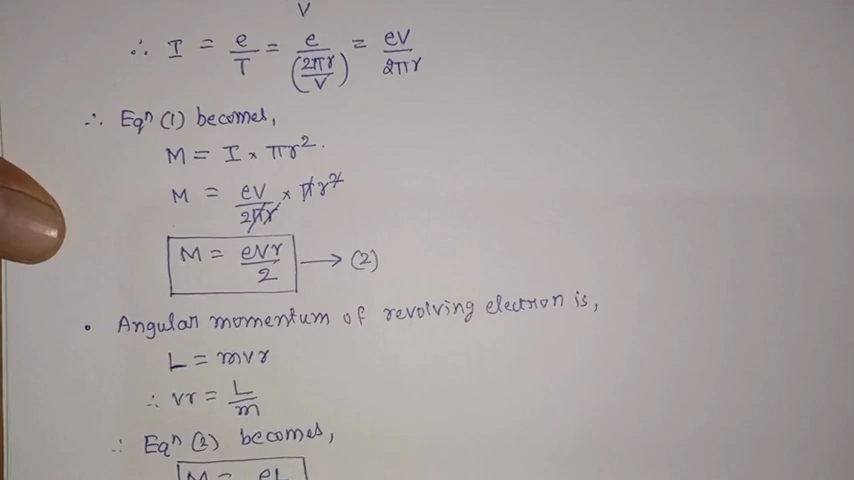 V
∴ I = e/T = e/(2πr/V) = eV/2πr
∴ Eqⁿ (1) becomes,
M = I × πr².
M = eV/2πr × πr²
M = eVr/2 → (2)
• Angular momentum of revolving electron is,
L = mvr
∴ vr = L/m
∴ Eqⁿ (2) becomes,
M = eL